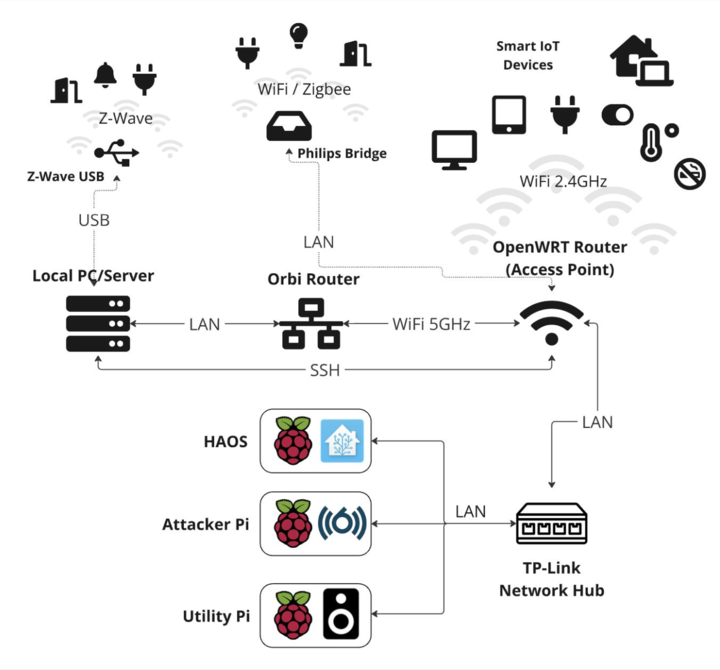 Smart IoT
Devices
WiFi / Zigbee
Z-Wave
Philips Bridge
Z-Wave USB
WiFi 2.4GHz
USB
LAN
OpenWRT Router
(Access Point)
Local PC/Server
Orbi Router
LAN
WiFi 5GHz
SSH
LAN
HAOS
Attacker Pi
LAN
TP-Link
Network Hub
Utility Pi